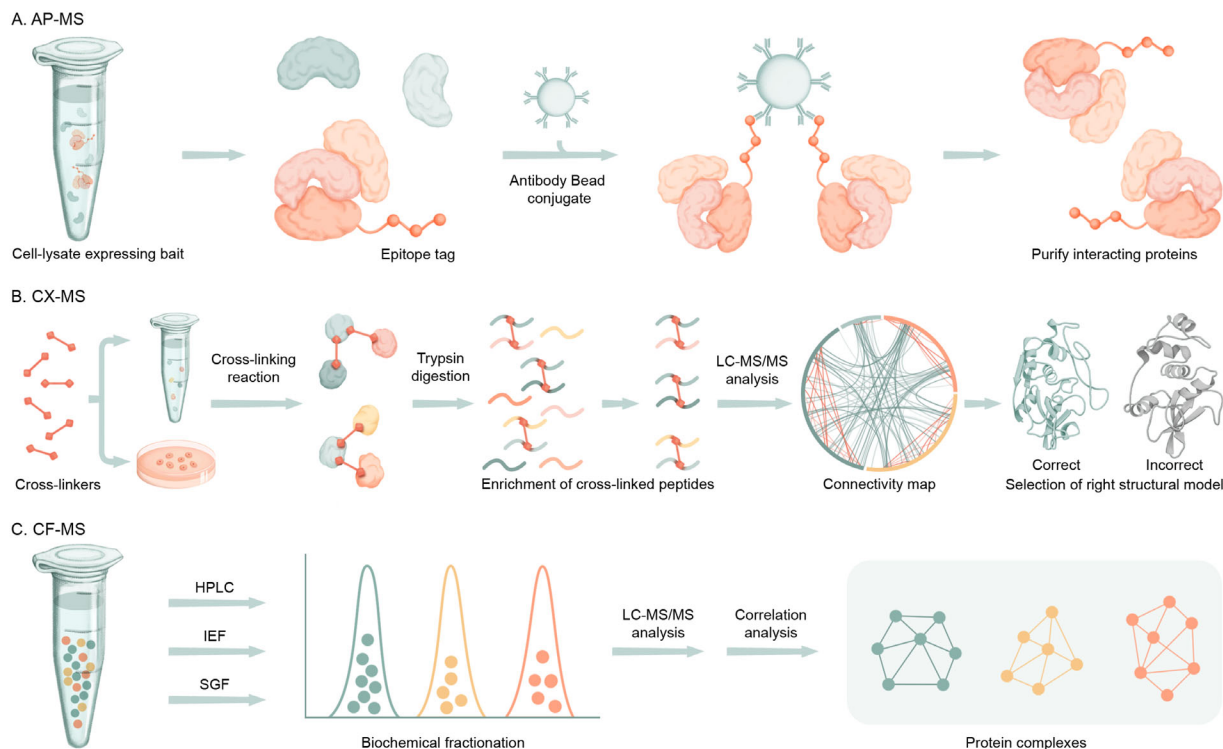 A. AP-MS
Cell-lysate expressing bait
Epitope tag
Antibody Bead
conjugate
Purify interacting proteins
B. CX-MS
Cross-linkers
Cross-linking
reaction
Trypsin
digestion
Enrichment of cross-linked peptides
LC-MS/MS
analysis
Connectivity map
Correct
Incorrect
Selection of right structural model
C. CF-MS
HPLC
IEF
SGF
Biochemical fractionation
LC-MS/MS
analysis
Correlation
analysis
Protein complexes